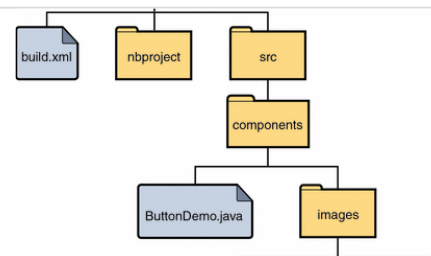 build.xml
nbproject
src
components
ButtonDemo.java
images